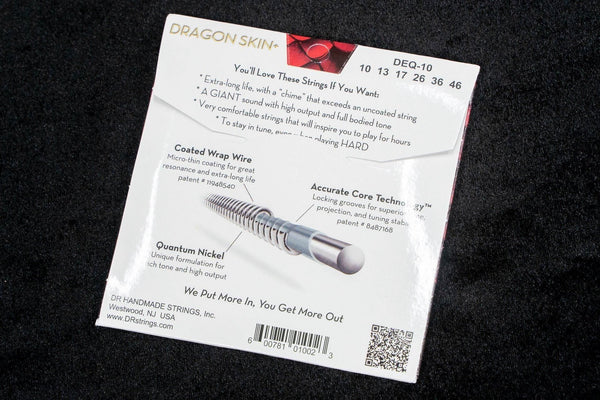 DRAGON SKIN+
DEQ-10
10 13 17 26 36 46
You'll Love These Strings If You Want:
• Extra-long life, with a "chime" that exceeds an uncoated string
• A GIANT sound with high output and full bodied tone
• Very comfortable strings that will inspire you to play for hours
• To stay in tune, even when playing HARD
Coated Wrap Wire
Micro-thin coating for great
resonance and extra-long life
patent # 11948540
Accurate Core Technology™
Locking grooves for superior
projection, and tuning
patent # 8487168
Quantum Nickel
Unique formulation for
tone and high output
We Put More In, You Get More Out
DR HANDMADE STRINGS, Inc.
Westwood, NJ USA
www.DRstrings.com
6 00781 01002 3